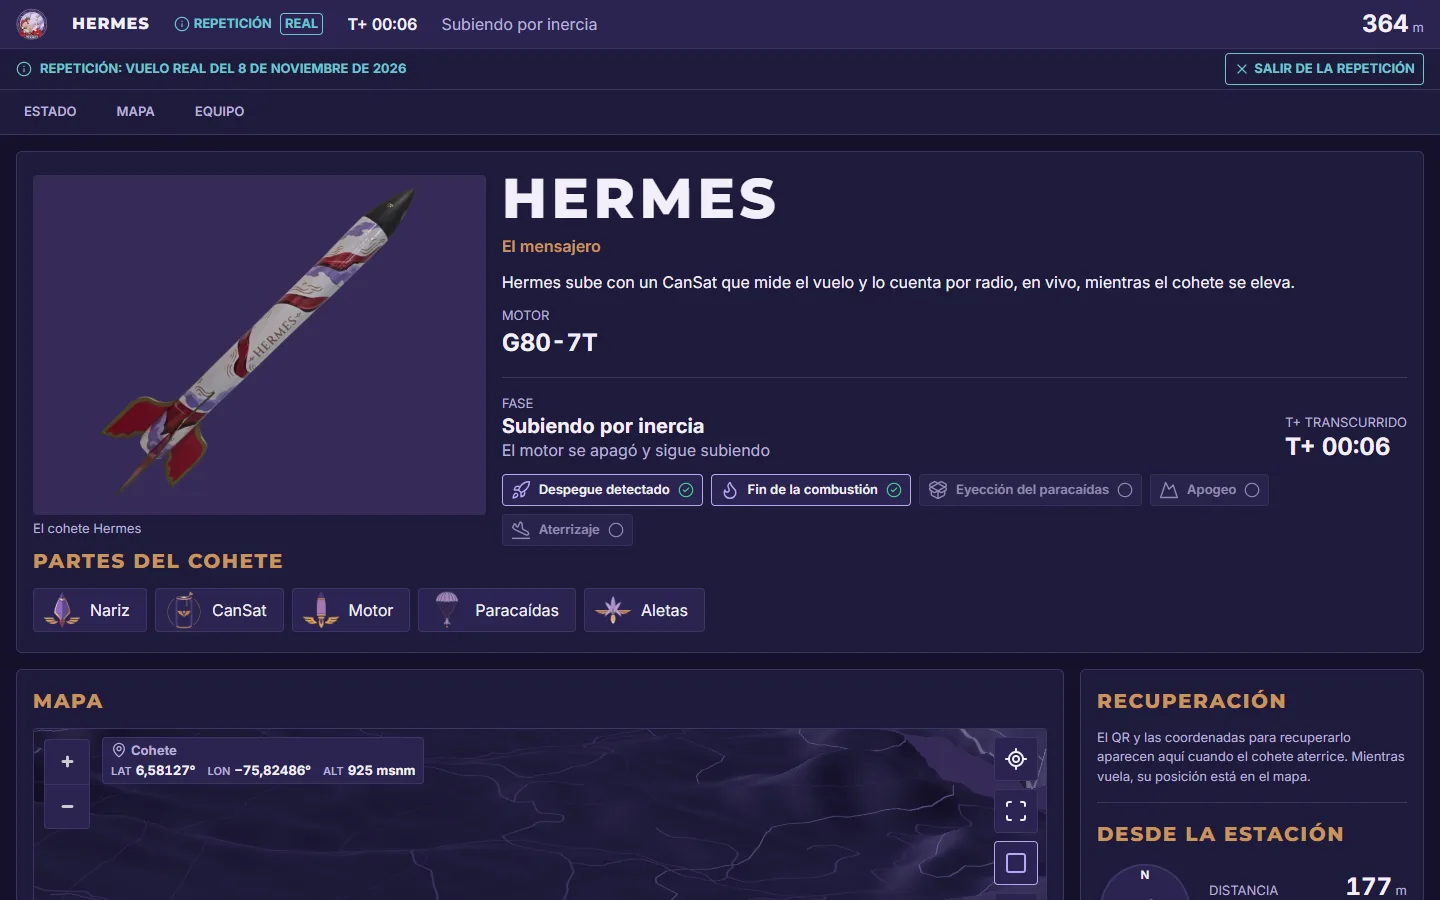 HERMES
REPETICIÓN
REAL
T+ 00:06
Subiendo por inercia
364 m
REPETICIÓN: VUELO REAL DEL 8 DE NOVIEMBRE DE 2026
SALIR DE LA REPETICIÓN
ESTADO
MAPA
EQUIPO
HERMES
El cohete Hermes
HERMES
El mensajero
Hermes sube con un CanSat que mide el vuelo y lo cuenta por radio, en vivo, mientras el cohete se eleva.
MOTOR
G80-7T
FASE
Subiendo por inercia
El motor se apagó y sigue subiendo
T+ TRANSCURRIDO
T+ 00:06
Despegue detectado
Fin de la combustión
Eyección del paracaídas
Apogeo
Aterrizaje
PARTES DEL COHETE
Nariz
CanSat
Motor
Paracaídas
Aletas
MAPA
+
−
Cohete
LAT 6,58127° LON −75,82486° ALT 925 msnm
RECUPERACIÓN
El QR y las coordenadas para recuperarlo
aparecen aquí cuando el cohete aterrice. Mientras
vuela, su posición está en el mapa.
DESDE LA ESTACIÓN
N
DISTANCIA
177 m